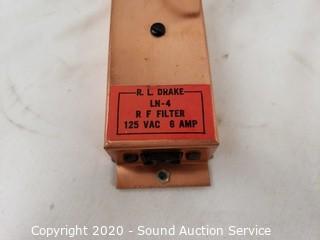 R. L. DRAKE
LN-4
R F FILTER
125 VAC 6 AMP
Copyright 2020 - Sound Auction Service